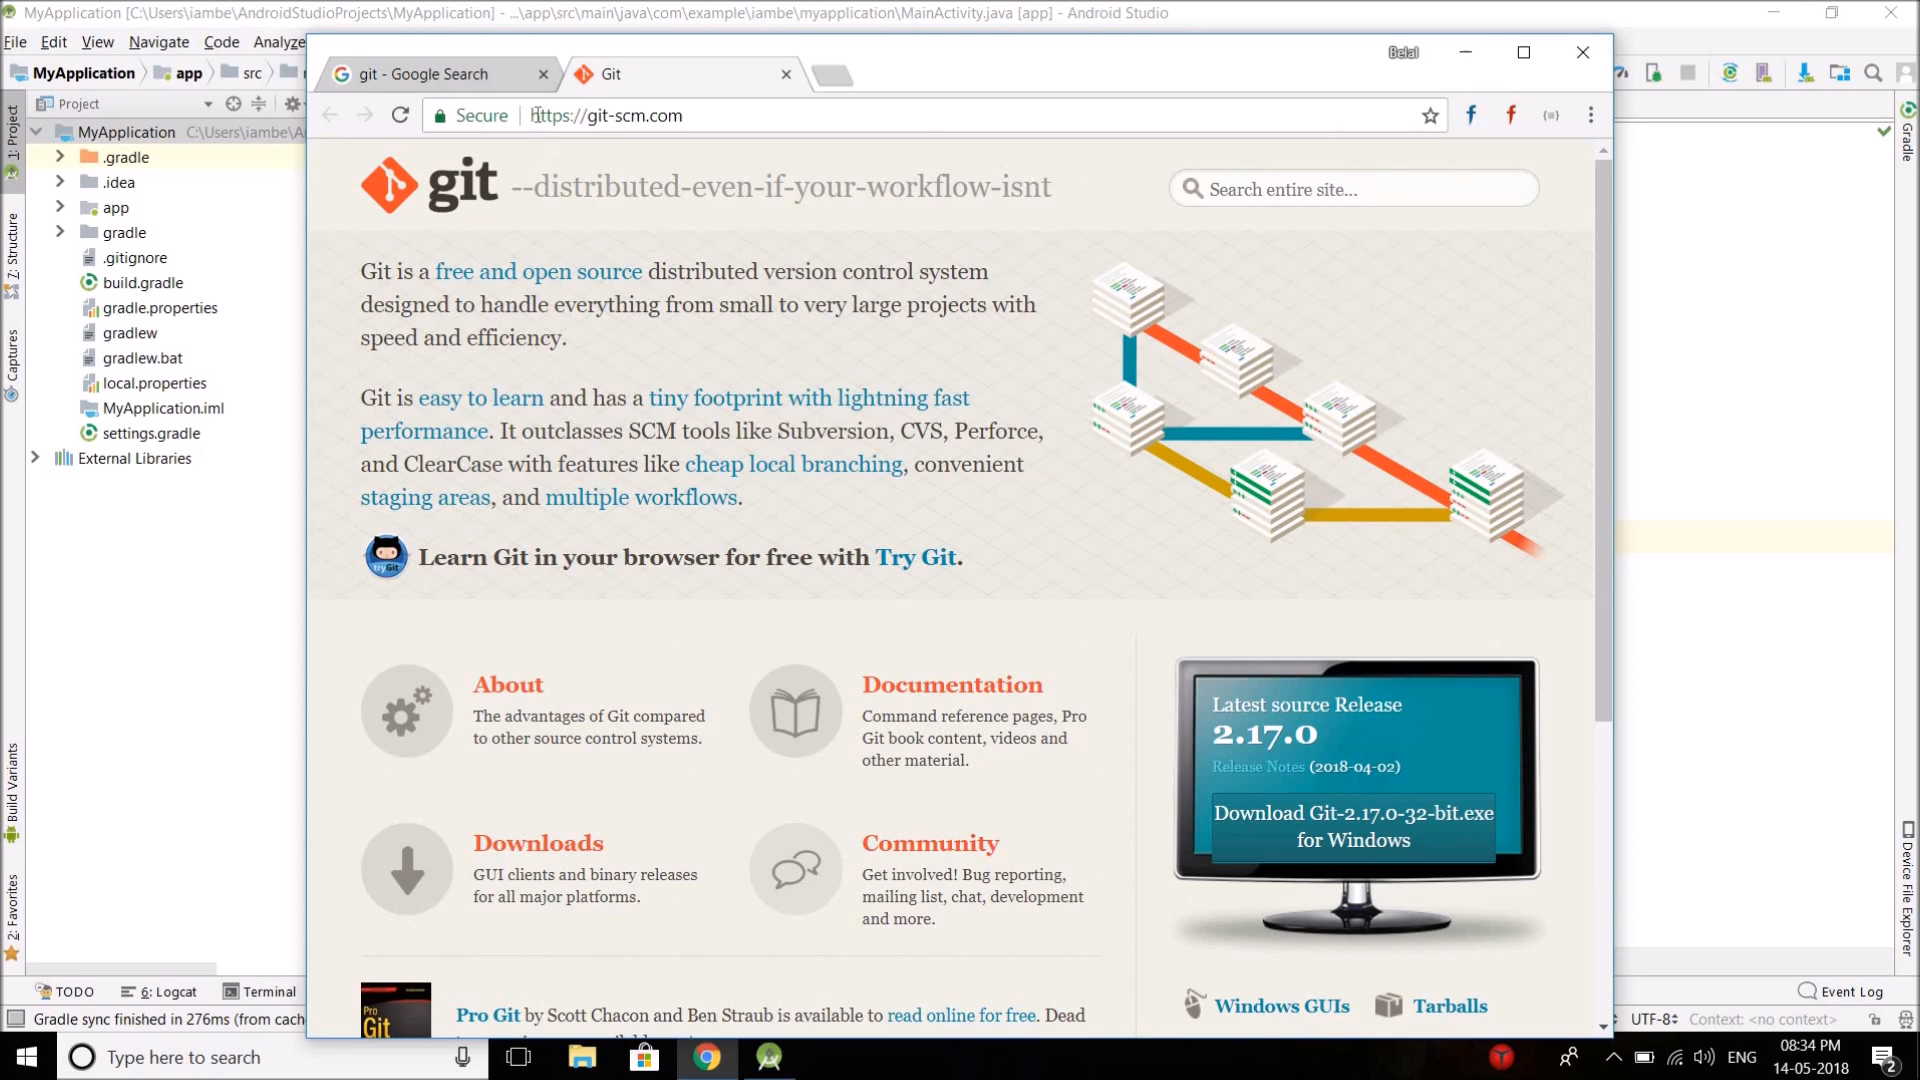 MyApplication [C:\Users\iambe\AndroidStudioProjects\MyApplication] - ...\app\src\main\java\com\example\iambe\myapplication\MainActivity.java [app] - Android Studio
File Edit View Navigate Code Analyze
MyApplication app src
Belal
git - Google Search
Git
Secure
https://git-scm.com
Project
1: Project
7: Structure
Captures
Build Variants
2: Favorites
MyApplication C:\Users\iambe\A
.gradle
.idea
app
gradle
.gitignore
build.gradle
gradle.properties
gradlew
gradlew.bat
local.properties
MyApplication.iml
settings.gradle
External Libraries
git --distributed-even-if-your-workflow-isnt
Search entire site...
Git is a free and open source distributed version control system
designed to handle everything from small to very large projects with
speed and efficiency.
Git is easy to learn and has a tiny footprint with lightning fast
performance. It outclasses SCM tools like Subversion, CVS, Perforce,
and ClearCase with features like cheap local branching, convenient
staging areas, and multiple workflows.
tryGit
Learn Git in your browser for free with Try Git.
About
The advantages of Git compared
to other source control systems.
Documentation
Command reference pages, Pro
Git book content, videos and
other material.
Downloads
GUI clients and binary releases
for all major platforms.
Community
Get involved! Bug reporting,
mailing list, chat, development
and more.
Latest source Release
2.17.0
Release Notes (2018-04-02)
Download Git-2.17.0-32-bit.exe
for Windows
Pro
Git
Pro Git by Scott Chacon and Ben Straub is available to read online for free. Dead
Windows GUIs
Tarballs
Gradle
Device File Explorer
TODO
6: Logcat
Terminal
Event Log
Gradle sync finished in 276ms (from cach
UTF-8
Context: <no context>
Type here to search
ENG
08:34 PM
14-05-2018
2